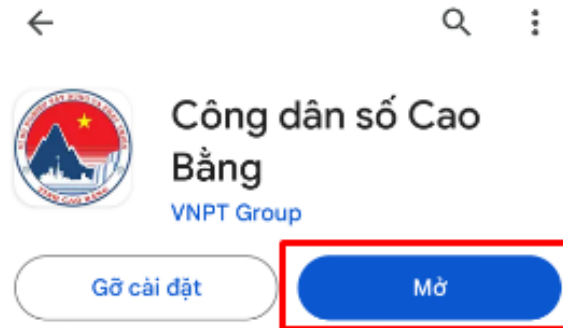 Công dân số Cao
Bằng
VNPT Group
Gỡ cài đặt
Mở